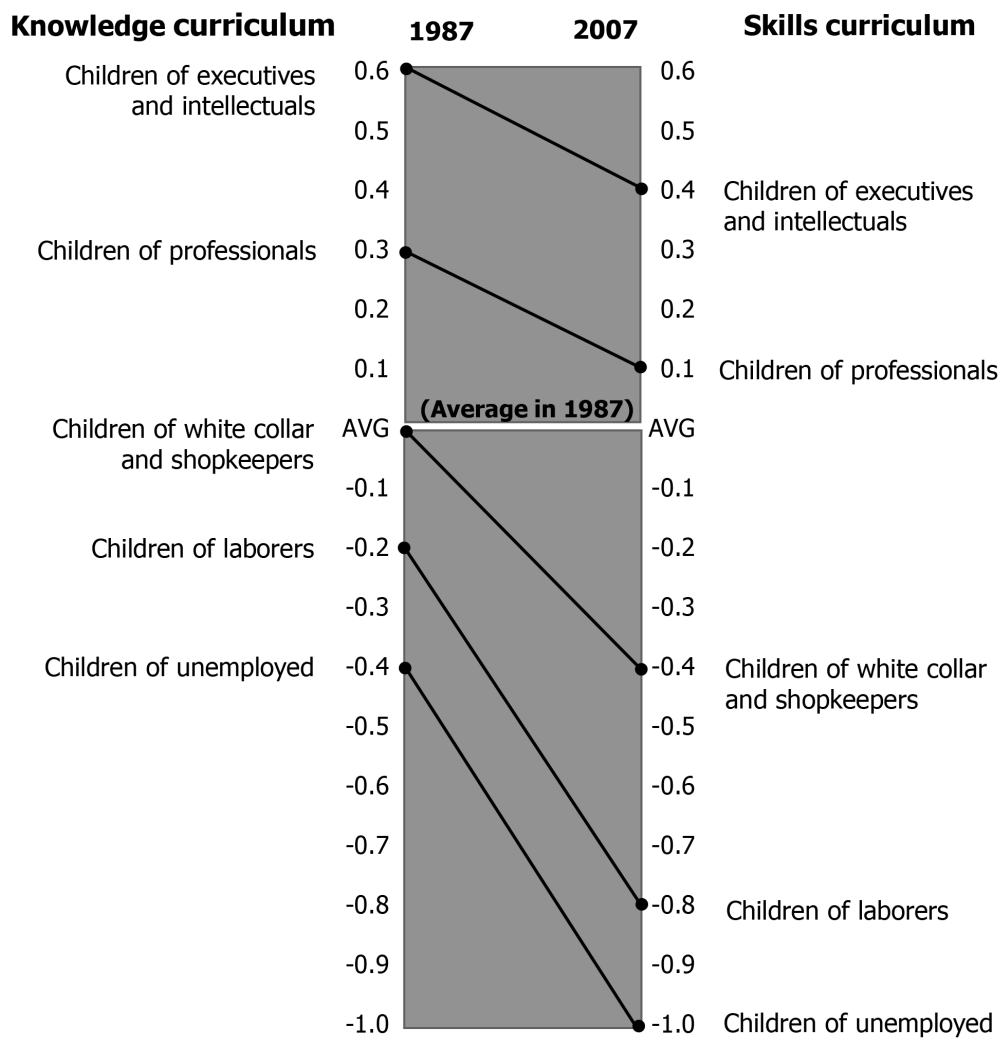 Knowledge curriculum 1987 2007 Skills curriculum
Children of executives
and intellectuals
0.6 0.6
0.5 0.5
0.4 0.4 Children of executives
and intellectuals
Children of professionals 0.3 0.3
0.2 0.2
0.1 0.1 Children of professionals
(Average in 1987)
Children of white collar
and shopkeepers
AVG AVG
-0.1 -0.1
Children of laborers -0.2 -0.2
-0.3 -0.3
Children of unemployed -0.4 -0.4 Children of white collar
and shopkeepers
-0.5 -0.5
-0.6 -0.6
-0.7 -0.7
-0.8 -0.8 Children of laborers
-0.9 -0.9
-1.0 -1.0 Children of unemployed